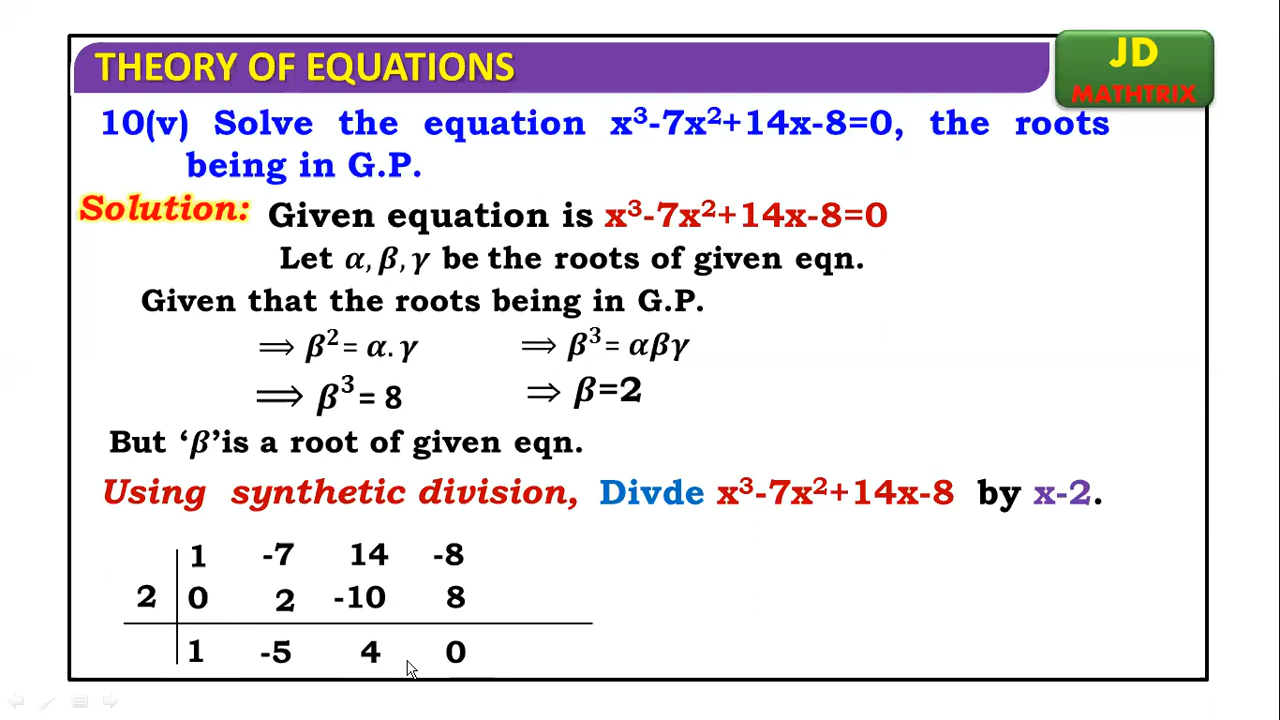 THEORY OF EQUATIONS
JD
MATHTRIX
10(v) Solve the equation x³-7x²+14x-8=0, the roots
being in G.P.
Solution: Given equation is x³-7x²+14x-8=0
Let α, β, γ be the roots of given eqn.
Given that the roots being in G.P.
⟹ β²= α. γ ⟹ β³= αβγ
⟹ β³= 8 ⇒ β=2
But ‘β’is a root of given eqn.
Using synthetic division, Divde x³-7x²+14x-8 by x-2.
1 -7 14 -8
2 0 2 -10 8
1 -5 4 0